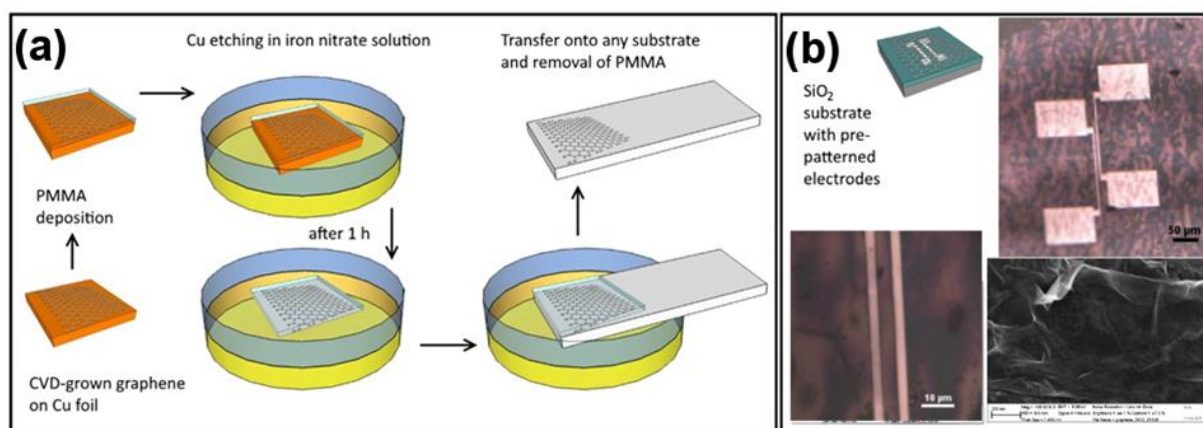 (a)
Cu etching in iron nitrate solution
Transfer onto any substrate
and removal of PMMA
PMMA
deposition
after 1 h
CVD-grown graphene
on Cu foil
(b)
SiO2
substrate
with pre-
patterned
electrodes
50 μm
10 μm